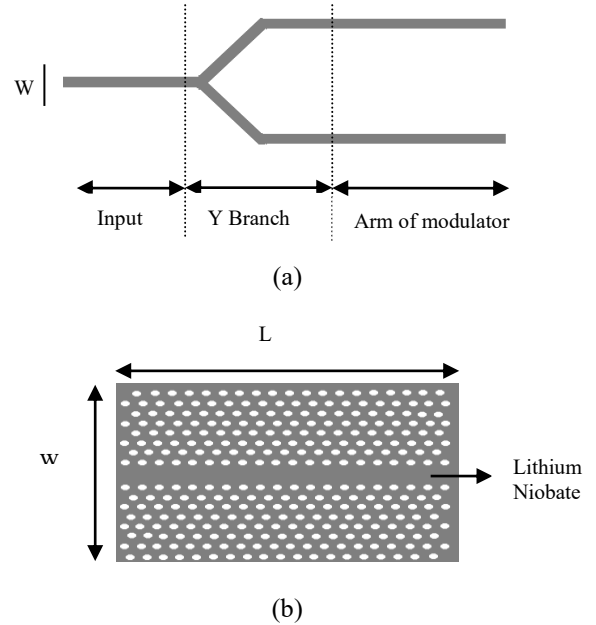 W
Input
Y Branch
Arm of modulator
(a)
L
w
Lithium
Niobate
(b)